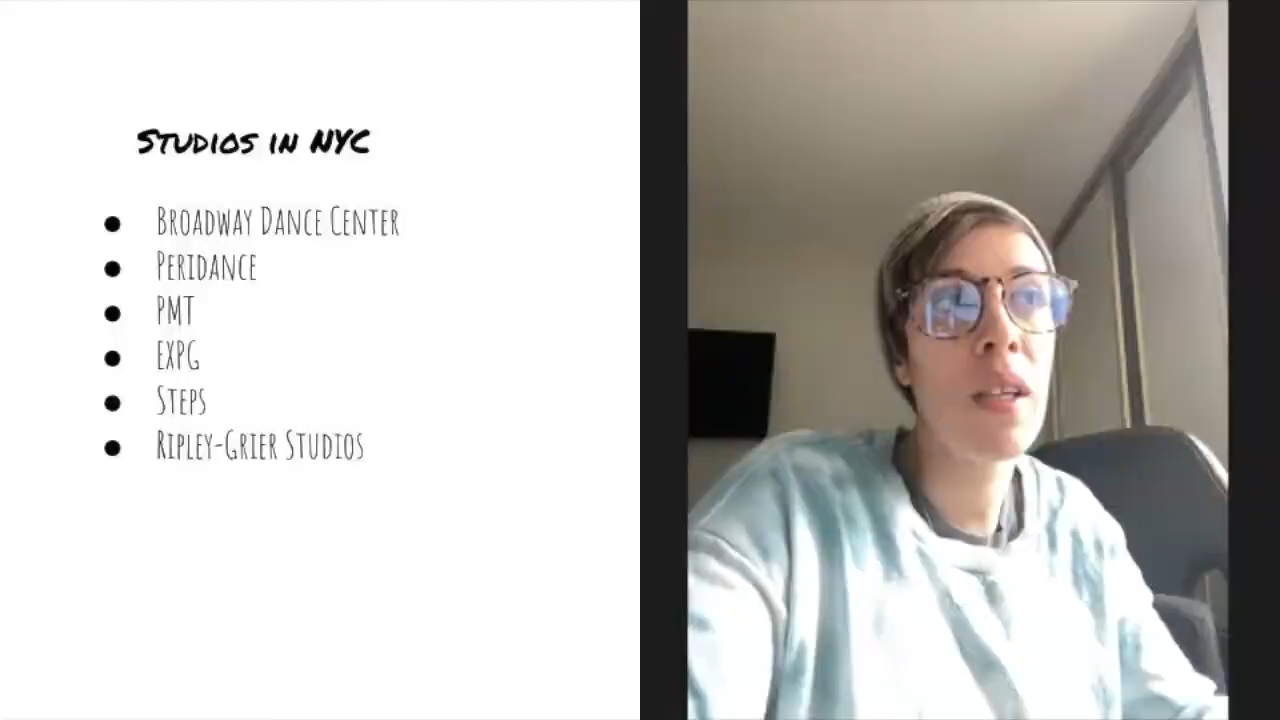 Studios in NYC
● Broadway Dance Center
● Peridance
● PMT
● EXPG
● Steps
● Ripley-Grier Studios